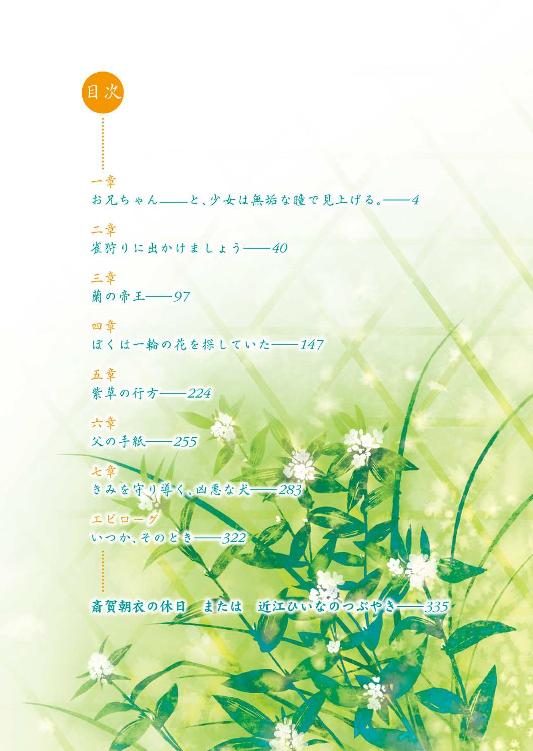 目次
一章
お兄ちゃん――と、少女は無垢な瞳で見上げる。――4
二章
雀狩りに出かけましょう――40
三章
蘭の帝王――97
四章
ぼくは一輪の花を探していた――147
五章
紫草の行方――224
六章
父の手紙――255
七章
きみを守り導く、凶悪な犬――283
エピローグ
いつか、そのとき――322
斎賀朝衣の休日　または　近江ひいなのつぶやき――335